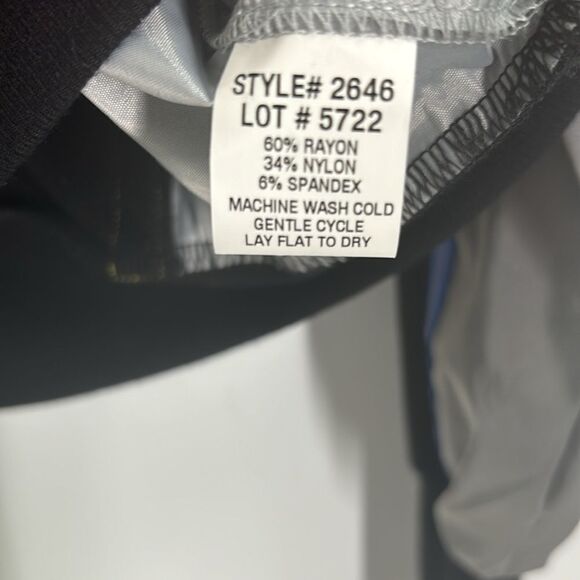 STYLE# 2646
LOT # 5722
60% RAYON
34% NYLON
6% SPANDEX
MACHINE WASH COLD
GENTLE CYCLE
LAY FLAT TO DRY